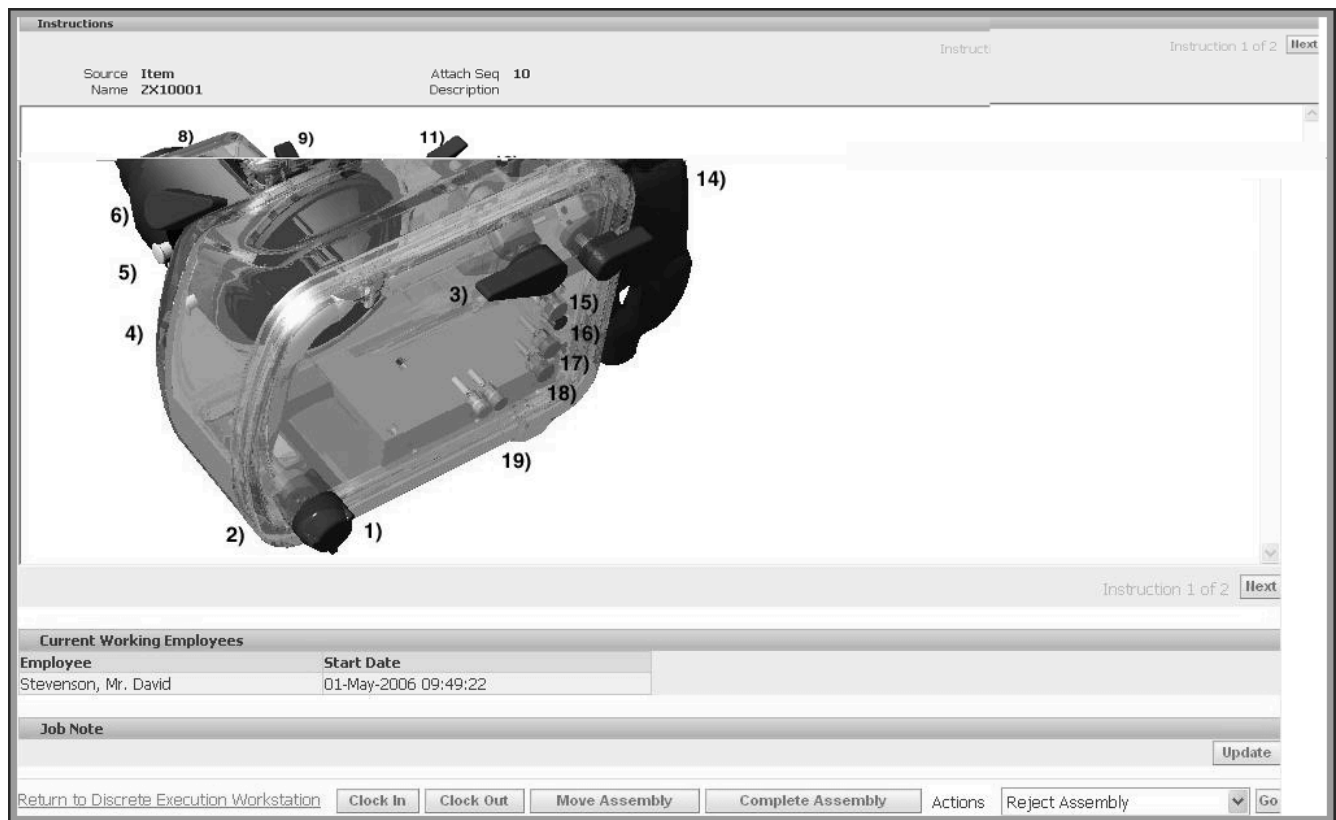 Instructions
Instructi
Instruction 1 of 2 Next
Source Item Attach Seq 10
Name ZX10001 Description
8) 9) 11)
14)
6)
5)
3)
15)
4)
16)
17)
18)
19)
2) 1)
Instruction 1 of 2 Next
Current Working Employees
Employee Start Date
Stevenson, Mr. David 01-May-2006 09:49:22
Job Note
Update
Return to Discrete Execution Workstation Clock In Clock Out Move Assembly Complete Assembly Actions Reject Assembly Go